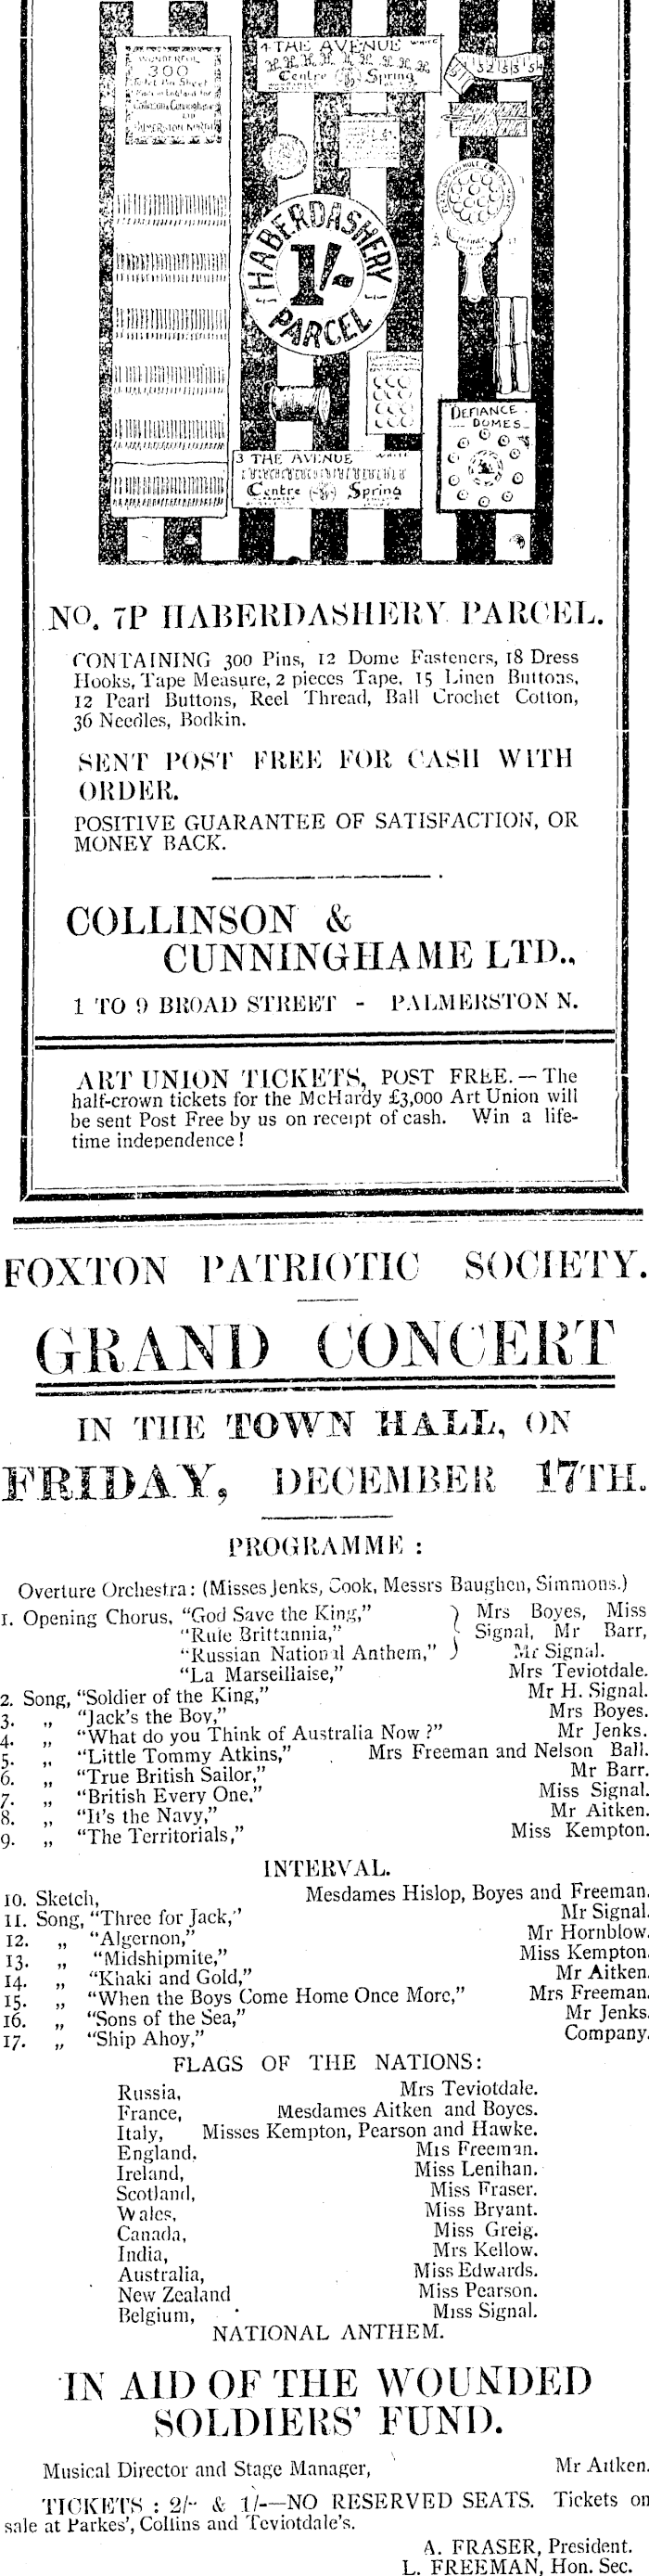 WONDERFUL
300
Collinson & Cunninghame
LTD
PALMERSTON NORTH
4 THE AVENUE WHITE
Centre Spring
HABERDASHERY
1/-
PARCEL
DEFIANCE
DOMES
3 THE AVENUE WHITE
Centre Spring
NO. 7P HABERDASHERY PARCEL.
CONTAINING 300 Pins, 12 Dome Fasteners, 18 Dress
Hooks, Tape Measure, 2 pieces Tape, 15 Linen Buttons,
12 Pearl Buttons, Reel Thread, Ball Crochet Cotton,
36 Needles, Bodkin.
SENT POST FREE FOR CASH WITH
ORDER.
POSITIVE GUARANTEE OF SATISFACTION, OR
MONEY BACK.
COLLINSON &
CUNNINGHAME LTD.,
1 TO 9 BROAD STREET - PALMERSTON N.
ART UNION TICKETS, POST FREE.—The
half-crown tickets for the McHardy £3,000 Art Union will
be sent Post Free by us on receipt of cash. Win a life-
time independence!
FOXTON PATRIOTIC SOCIETY.
GRAND CONCERT
IN THE TOWN HALL, ON
FRIDAY, DECEMBER 17TH.
PROGRAMME:
Overture Orchestra: (Misses Jenks, Cook, Messrs Baughen, Simmons.)
1. Opening Chorus, "God Save the King," Mrs Boyes, Miss
"Rule Brittannia," Signal, Mr Barr,
"Russian National Anthem," Mr Signal.
"La Marseillaise," Mrs Teviotdale.
2. Song, "Soldier of the King," Mr H. Signal.
3. „ "Jack's the Boy," Mrs Boyes.
4. „ "What do you Think of Australia Now?" Mr Jenks.
5. „ "Little Tommy Atkins," Mrs Freeman and Nelson Ball.
6. „ "True British Sailor," Mr Barr.
7. „ "British Every One," Miss Signal.
8. „ "It's the Navy," Mr Aitken.
9. „ "The Territorials," Miss Kempton.
INTERVAL.
10. Sketch, Mesdames Hislop, Boyes and Freeman.
11. Song, "Three for Jack," Mr Signal.
12. „ "Algernon," Mr Hornblow.
13. „ "Midshipmite," Miss Kempton.
14. „ "Khaki and Gold," Mr Aitken.
15. „ "When the Boys Come Home Once More," Mrs Freeman.
16. „ "Sons of the Sea," Mr Jenks.
17. „ "Ship Ahoy," Company.
FLAGS OF THE NATIONS:
Russia, Mrs Teviotdale.
France, Mesdames Aitken and Boyes.
Italy, Misses Kempton, Pearson and Hawke.
England, Mrs Freeman.
Ireland, Miss Lenihan.
Scotland, Miss Fraser.
Wales, Miss Bryant.
Canada, Miss Greig.
India, Mrs Kellow.
Australia, Miss Edwards.
New Zealand Miss Pearson.
Belgium, Miss Signal.
NATIONAL ANTHEM.
IN AID OF THE WOUNDED
SOLDIERS' FUND.
Musical Director and Stage Manager, Mr Aitken.
TICKETS: 2/- & 1/-—NO RESERVED SEATS. Tickets on
sale at Parkes', Collins and Teviotdale's.
A. FRASER, President.
L. FREEMAN, Hon. Sec.